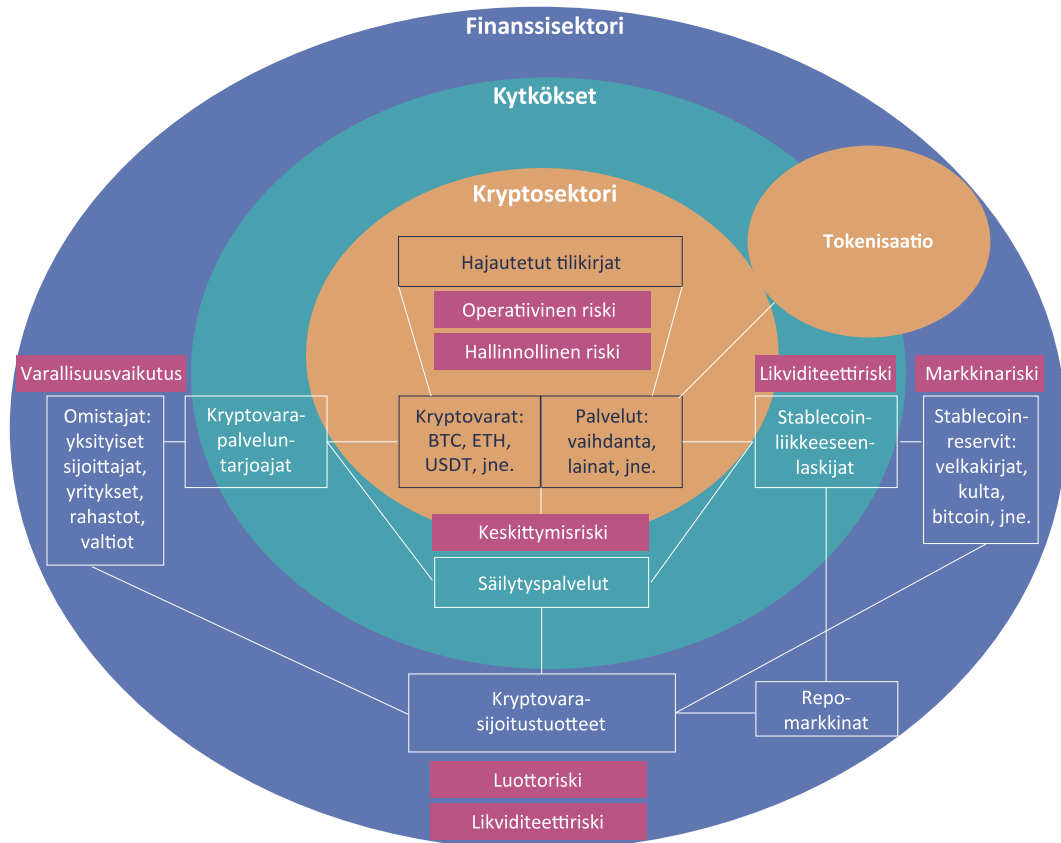 Finanssisektori
Kytkökset
Kryptosektori
Tokenisaatio
Hajautetut tilikirjat
Operatiivinen riski
Hallinnollinen riski
Varallisuusvaikutus
Omistajat:
yksityiset
sijoittajat,
yritykset,
rahastot,
valtiot
Kryptovara-
palvelun-
tarjoajat
Kryptovarat:
BTC, ETH,
USDT, jne.
Palvelut:
vaihdanta,
lainat, jne.
Likviditeettiriski
Stablecoin-
liikkeeseen-
laskijat
Markkinariski
Stablecoin-
reservit:
velkakirjat,
kulta,
bitcoin, jne.
Keskittymisriski
Säilytyspalvelut
Kryptovara-
sijoitustuotteet
Repo-
markkinat
Luottoriski
Likviditeettiriski